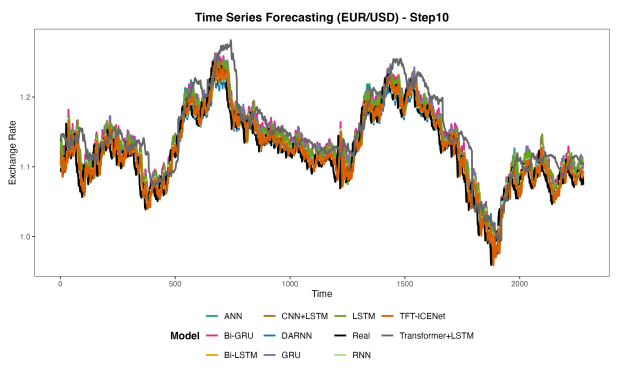 Time Series Forecasting (EUR/USD) - Step10
Exchange Rate
1.2
1.1
1.0
0 500 1000 1500 2000
Time
Model
ANN CNN+LSTM LSTM TFT-ICENet
Bi-GRU DARNN Real Transformer+LSTM
Bi-LSTM GRU RNN